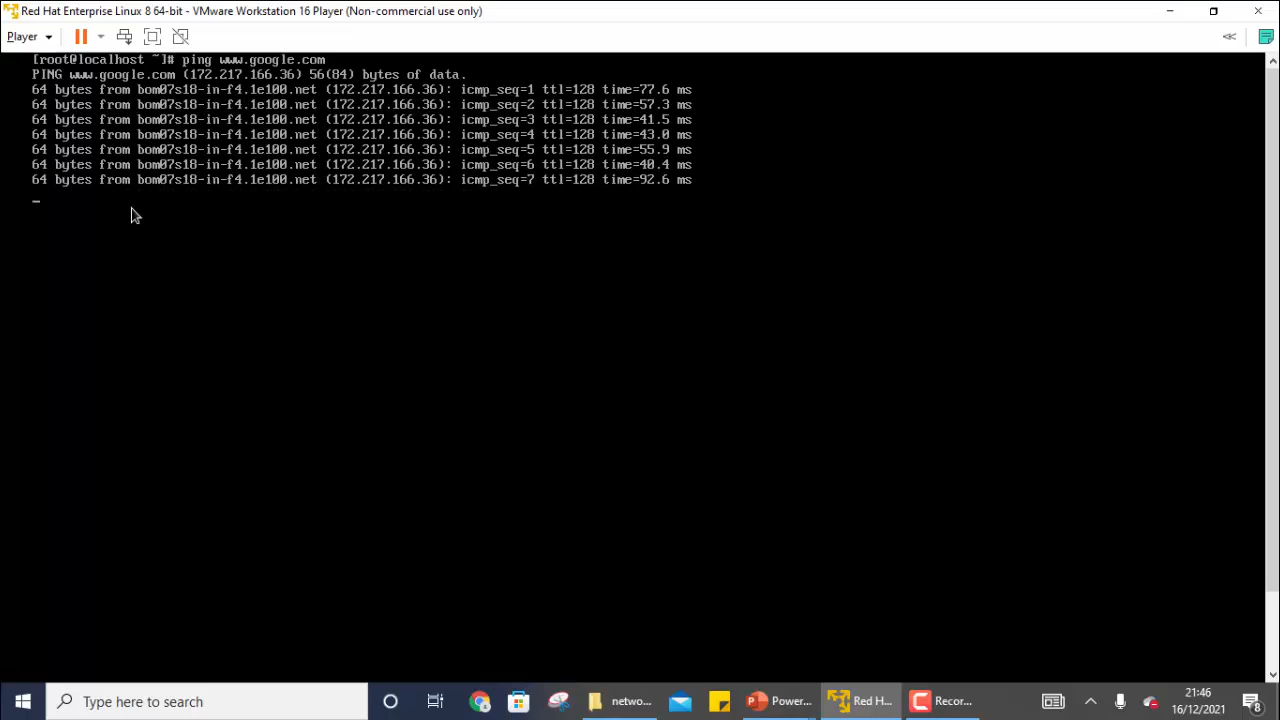 Red Hat Enterprise Linux 8 64-bit - VMware Workstation 16 Player (Non-commercial use only)
Player
[root@localhost ~]# ping www.google.com
PING www.google.com (172.217.166.36) 56(84) bytes of data.
64 bytes from bom07s18-in-f4.1e100.net (172.217.166.36): icmp_seq=1 ttl=128 time=77.6 ms
64 bytes from bom07s18-in-f4.1e100.net (172.217.166.36): icmp_seq=2 ttl=128 time=57.3 ms
64 bytes from bom07s18-in-f4.1e100.net (172.217.166.36): icmp_seq=3 ttl=128 time=41.5 ms
64 bytes from bom07s18-in-f4.1e100.net (172.217.166.36): icmp_seq=4 ttl=128 time=43.0 ms
64 bytes from bom07s18-in-f4.1e100.net (172.217.166.36): icmp_seq=5 ttl=128 time=55.9 ms
64 bytes from bom07s18-in-f4.1e100.net (172.217.166.36): icmp_seq=6 ttl=128 time=40.4 ms
64 bytes from bom07s18-in-f4.1e100.net (172.217.166.36): icmp_seq=7 ttl=128 time=92.6 ms
_
Type here to search
netwo...
Power...
Red H...
Recor...
21:46
16/12/2021
8